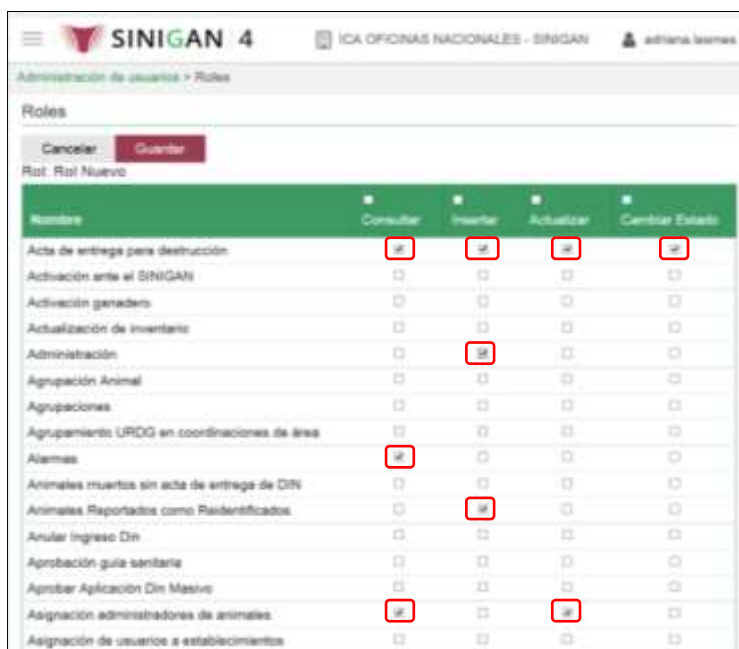 SINIGAN 4 ICA OFICINAS NACIONALES - SINIGAN adriana lesmes
Administración de usuarios > Roles
Roles
Cancelar Guardar
Rol: Rol Nuevo
Nombre Consultar Insertar Actualizar Cambiar Estado
Acta de entrega para destrucción
Activación ante el SINIGAN
Activación ganadero
Actualización de inventario
Administración
Agrupación Animal
Agrupaciones
Agrupamiento URDG en coordinaciones de área
Alarmas
Animales muertos sin acta de entrega de DIN
Animales Reportados como Reidentificados
Anular Ingreso Din
Aprobación guía sanitaria
Aprobar Aplicación Din Masivo
Asignación administradores de animales
Asignación de usuarios a establecimientos